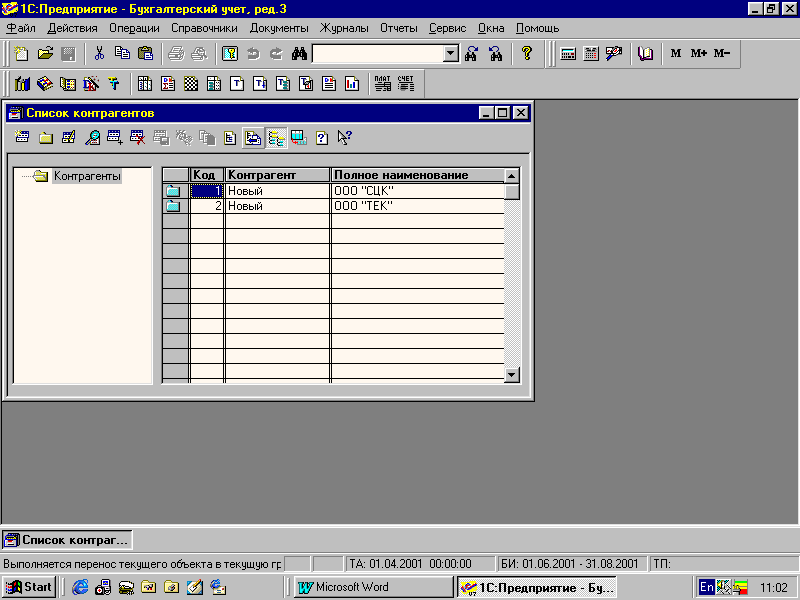 1С:Предприятие - Бухгалтерский учет, ред.3
Файл Действия Операции Справочники Документы Журналы Отчеты Сервис Окна Помощь
M M+ M−
ПЛАТ СЧЕТ
Список контрагентов
Контрагенты
Код Контрагент Полное наименование
1 Новый ООО "СЦК"
2 Новый ООО "ТЕК"
Список контраг...
Выполняется перенос текущего объекта в текущую гр ТА: 01.04.2001 00:00:00 БИ: 01.06.2001 - 31.08.2001 ТП:
Start Microsoft Word 1С:Предприятие - Бу... En 11:02